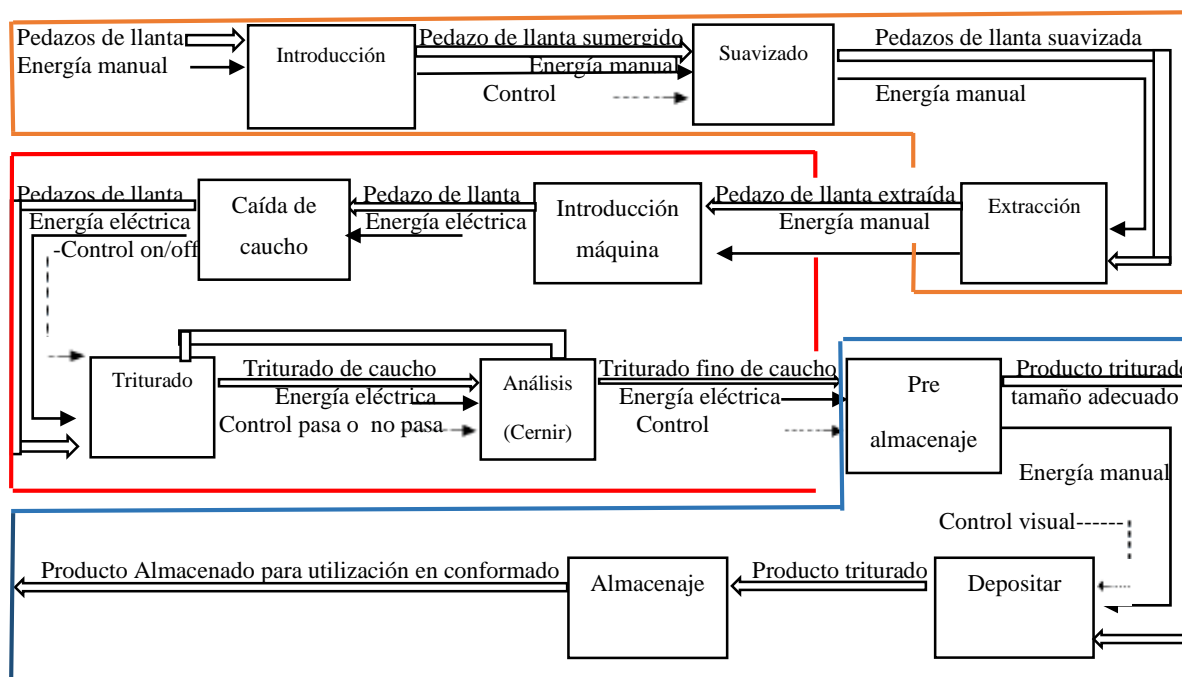 Pedazos de llanta
Energía manual
Introducción
Pedazo de llanta sumergido
Energía manual
Control
Suavizado
Pedazos de llanta suavizada
Energía manual
Pedazos de llanta
Energía eléctrica
-Control on/off
Caída de
caucho
Pedazo de llanta
Energía eléctrica
Introducción
máquina
Pedazo de llanta extraída
Energía manual
Extracción
Triturado
Triturado de caucho
Energía eléctrica
Control pasa o no pasa
Análisis
(Cernir)
Triturado fino de caucho
Energía eléctrica
Control
Pre
almacenaje
Producto triturado
tamaño adecuado
Energía manual
Control visual------
Producto Almacenado para utilización en conformado
Almacenaje
Producto triturado
Depositar